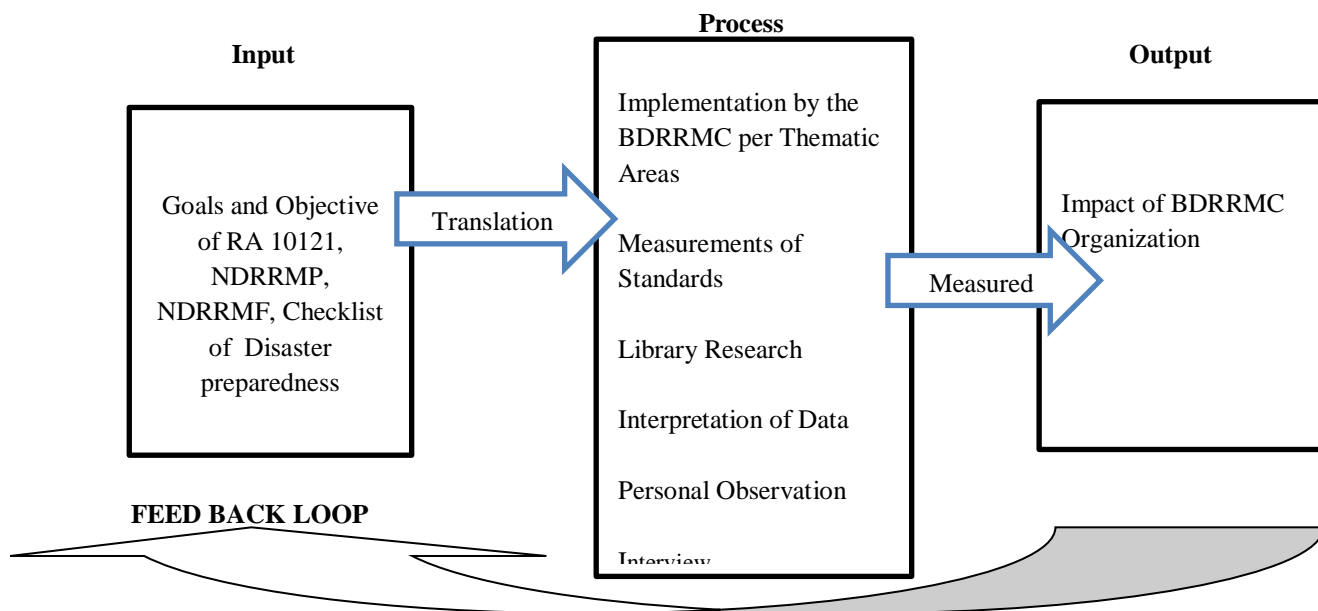 Input
Goals and Objective
of RA 10121,
NDRRMP,
NDRRMF, Checklist
of Disaster
preparedness
Translation
Process
Implementation by the
BDRRMC per Thematic
Areas
Measurements of
Standards
Library Research
Interpretation of Data
Personal Observation
Interview
Measured
Output
Impact of BDRRMC
Organization
FEED BACK LOOP